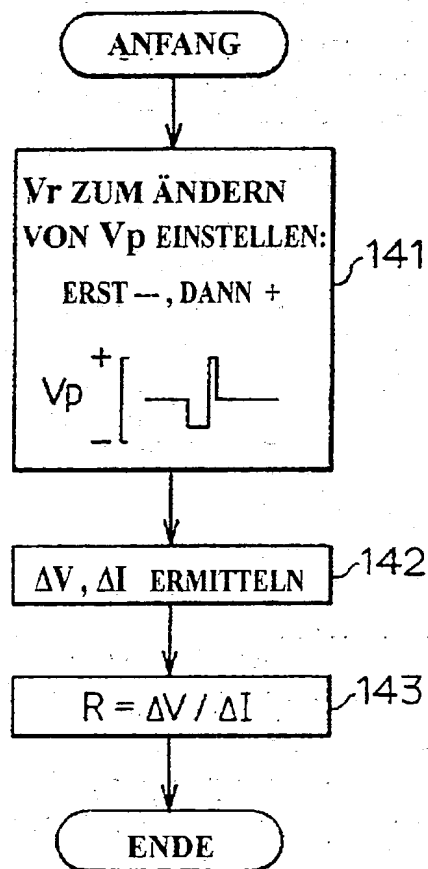 ANFANG
Vr ZUM ÄNDERN
VON Vp EINSTELLEN:
ERST –, DANN +
141
+
Vp
–
ΔV, ΔI ERMITTELN
142
R = ΔV / ΔI
143
ENDE